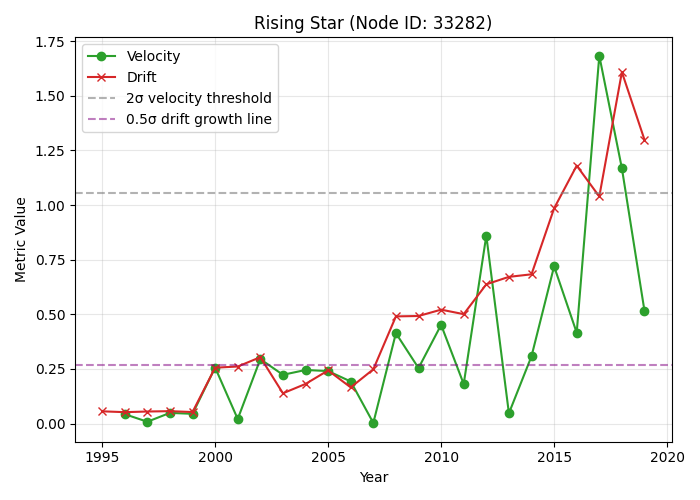 Rising Star (Node ID: 33282)
Velocity
Drift
2σ velocity threshold
0.5σ drift growth line
Metric Value
1.75
1.50
1.25
1.00
0.75
0.50
0.25
0.00
1995
2000
2005
2010
2015
2020
Year